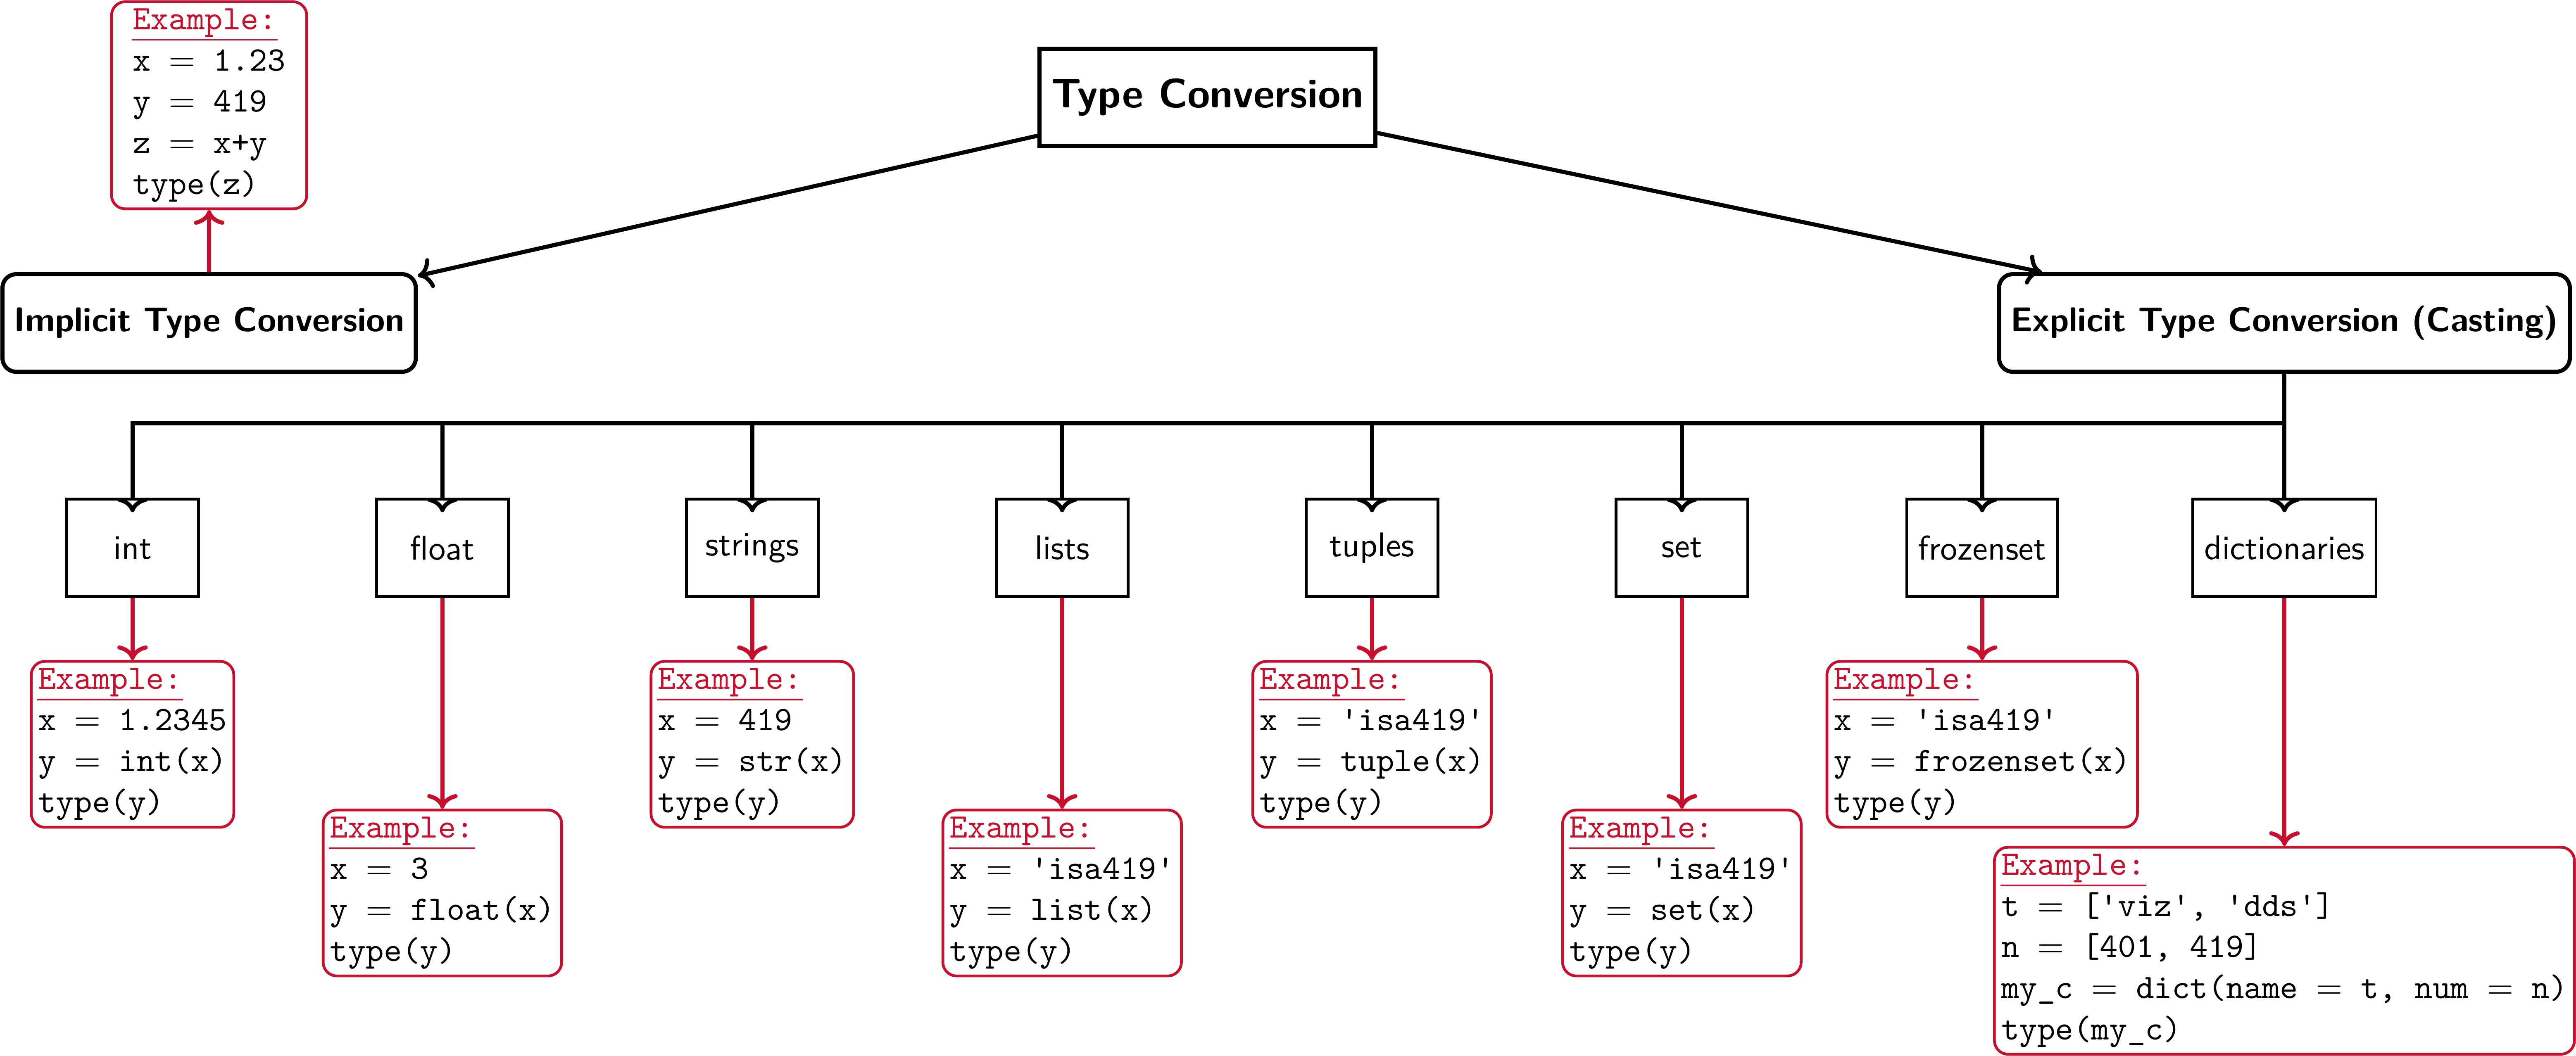 Example:
x = 1.23
y = 419
z = x+y
type(z)
Type Conversion
Implicit Type Conversion
Explicit Type Conversion (Casting)
int
float
strings
lists
tuples
set
frozenset
dictionaries
Example:
x = 1.2345
y = int(x)
type(y)
Example:
x = 3
y = float(x)
type(y)
Example:
x = 419
y = str(x)
type(y)
Example:
x = 'isa419'
y = list(x)
type(y)
Example:
x = 'isa419'
y = tuple(x)
type(y)
Example:
x = 'isa419'
y = set(x)
type(y)
Example:
x = 'isa419'
y = frozenset(x)
type(y)
Example:
t = ['viz', 'dds']
n = [401, 419]
my_c = dict(name = t, num = n)
type(my_c)